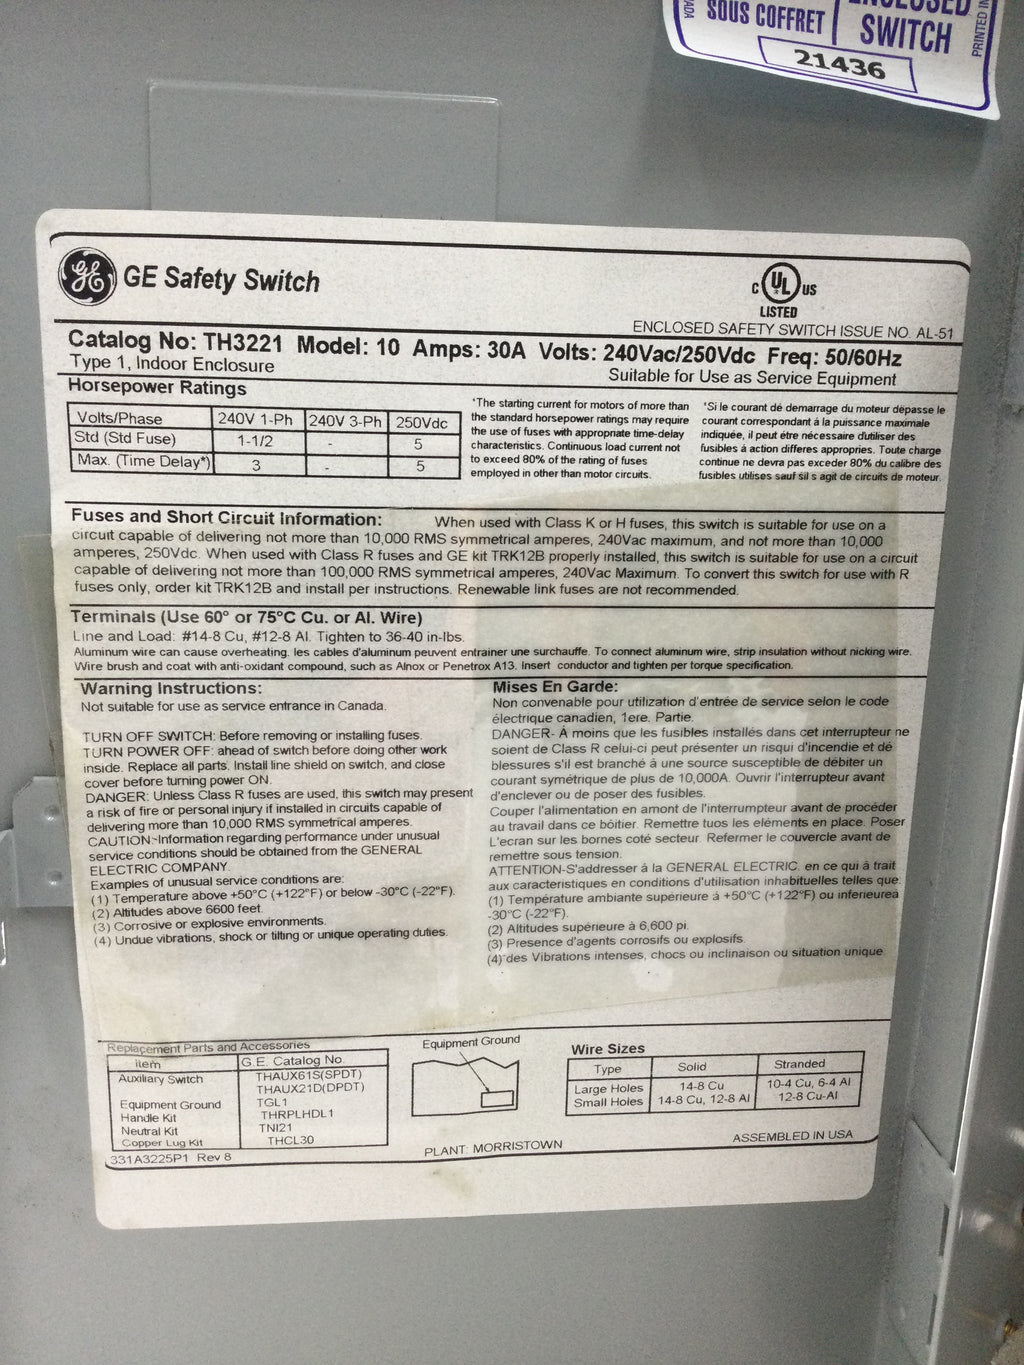 CANADA
SOUS COFFRET
ENCLOSED
SWITCH
PRINTED IN
21436
GE
GE Safety Switch
C UL US
LISTED
ENCLOSED SAFETY SWITCH ISSUE NO. AL-51
Catalog No: TH3221 Model: 10 Amps: 30A Volts: 240Vac/250Vdc Freq: 50/60Hz
Type 1, Indoor Enclosure
Suitable for Use as Service Equipment
Horsepower Ratings
Volts/Phase 240V 1-Ph 240V 3-Ph 250Vdc
Std (Std Fuse) 1-1/2 - 5
Max. (Time Delay*) 3 - 5
*The starting current for motors of more than
the standard horsepower ratings may require
the use of fuses with appropriate time-delay
characteristics. Continuous load current not
to exceed 80% of the rating of fuses
employed in other than motor circuits.
*Si le courant dé démarage du moteur dépasse le
courant correspondant à la puissance maximale
indiquée, il peut étre nécessaire d'utiliser des
fusibles à action differes appropries. Toute charge
continue ne devra pas exceder 80% du calibre des
fusibles utilises sauf sil s agit de circuits de moteur.
Fuses and Short Circuit Information: When used with Class K or H fuses, this switch is suitable for use on a
circuit capable of delivering not more than 10,000 RMS symmetrical amperes, 240Vac maximum, and not more than 10,000
amperes, 250Vdc. When used with Class R fuses and GE kit TRK12B properly installed, this switch is suitable for use on a circuit
capable of delivering not more than 100,000 RMS symmetrical amperes, 240Vac Maximum. To convert this switch for use with R
fuses only, order kit TRK12B and install per instructions. Renewable link fuses are not recommended.
Terminals (Use 60° or 75°C Cu. or Al. Wire)
Line and Load: #14-8 Cu, #12-8 Al. Tighten to 36-40 in-lbs.
Aluminum wire can cause overheating. les cables d'aluminum peuvent entrainer une surchauffe. To connect aluminum wire, strip insulation without nicking wire.
Wire brush and coat with anti-oxidant compound, such as Alnox or Penetrox A13. Insert conductor and tighten per torque specification.
Warning Instructions:
Not suitable for use as service entrance in Canada.
TURN OFF SWITCH: Before removing or installing fuses.
TURN POWER OFF: ahead of switch before doing other work
inside. Replace all parts. Install line shield on switch, and close
cover before turning power ON.
DANGER: Unless Class R fuses are used, this switch may present
a risk of fire or personal injury if installed in circuits capable of
delivering more than 10,000 RMS symmetrical amperes.
CAUTION-Information regarding performance under unusual
service conditions should be obtained from the GENERAL
ELECTRIC COMPANY.
Examples of unusual service conditions are:
(1) Temperature above +50°C (+122°F) or below -30°C (-22°F).
(2) Altitudes above 6600 feet.
(3) Corrosive or explosive environments.
(4) Undue vibrations, shock or tilting or unique operating duties.
Mises En Garde:
Non convenable pour utilization d'entrée de service selon le code
électrique canadien, 1ere. Partie.
DANGER- À moins que les fusibles installés dans cet interrupteur ne
soient de Class R celui-ci peut présenter un risqui d'incendie et dé
blessures s'il est branché à une source susceptible de débiter un
courant symétrique de plus de 10,000A. Ouvrir l'interrupteur avant
d'enclever ou de poser des fusibles.
Couper l'alimentation en amont de l'interrumpteur avant de procéder
au travail dans ce bôitier. Remettre tuos les eléments en place. Poser
L'ecran sur les bornes coté secteur. Refermer le couvercle avant de
remettre sous tension.
ATTENTION-S'addresser à la GENERAL ELECTRIC. en ce qui à trait
aux caracteristiques en conditions d'utilisation inhabituelles telles que:
(1) Température ambiante supérieure à +50°C (+122°F) ou inferieureà
-30°C (-22°F).
(2) Altitudes supérieure à 6,600 pi.
(3) Presence d'agents corrosifs ou explosifs.
(4) des Vibrations intenses, chocs ou inclinaison ou situation unique
Replacement Parts and Accessories
Item G.E. Catalog No.
Auxiliary Switch THAUX61S(SPDT)
THAUX21D(DPDT)
Equipment Ground TGL1
Handle Kit THRPLHDL1
Neutral Kit TNI21
Copper Lug Kit THCL30
331A3225P1 Rev 8
Equipment Ground
PLANT: MORRISTOWN
Wire Sizes
Type Solid Stranded
Large Holes 14-8 Cu 10-4 Cu, 6-4 Al
Small Holes 14-8 Cu, 12-8 Al 12-8 Cu-Al
ASSEMBLED IN USA